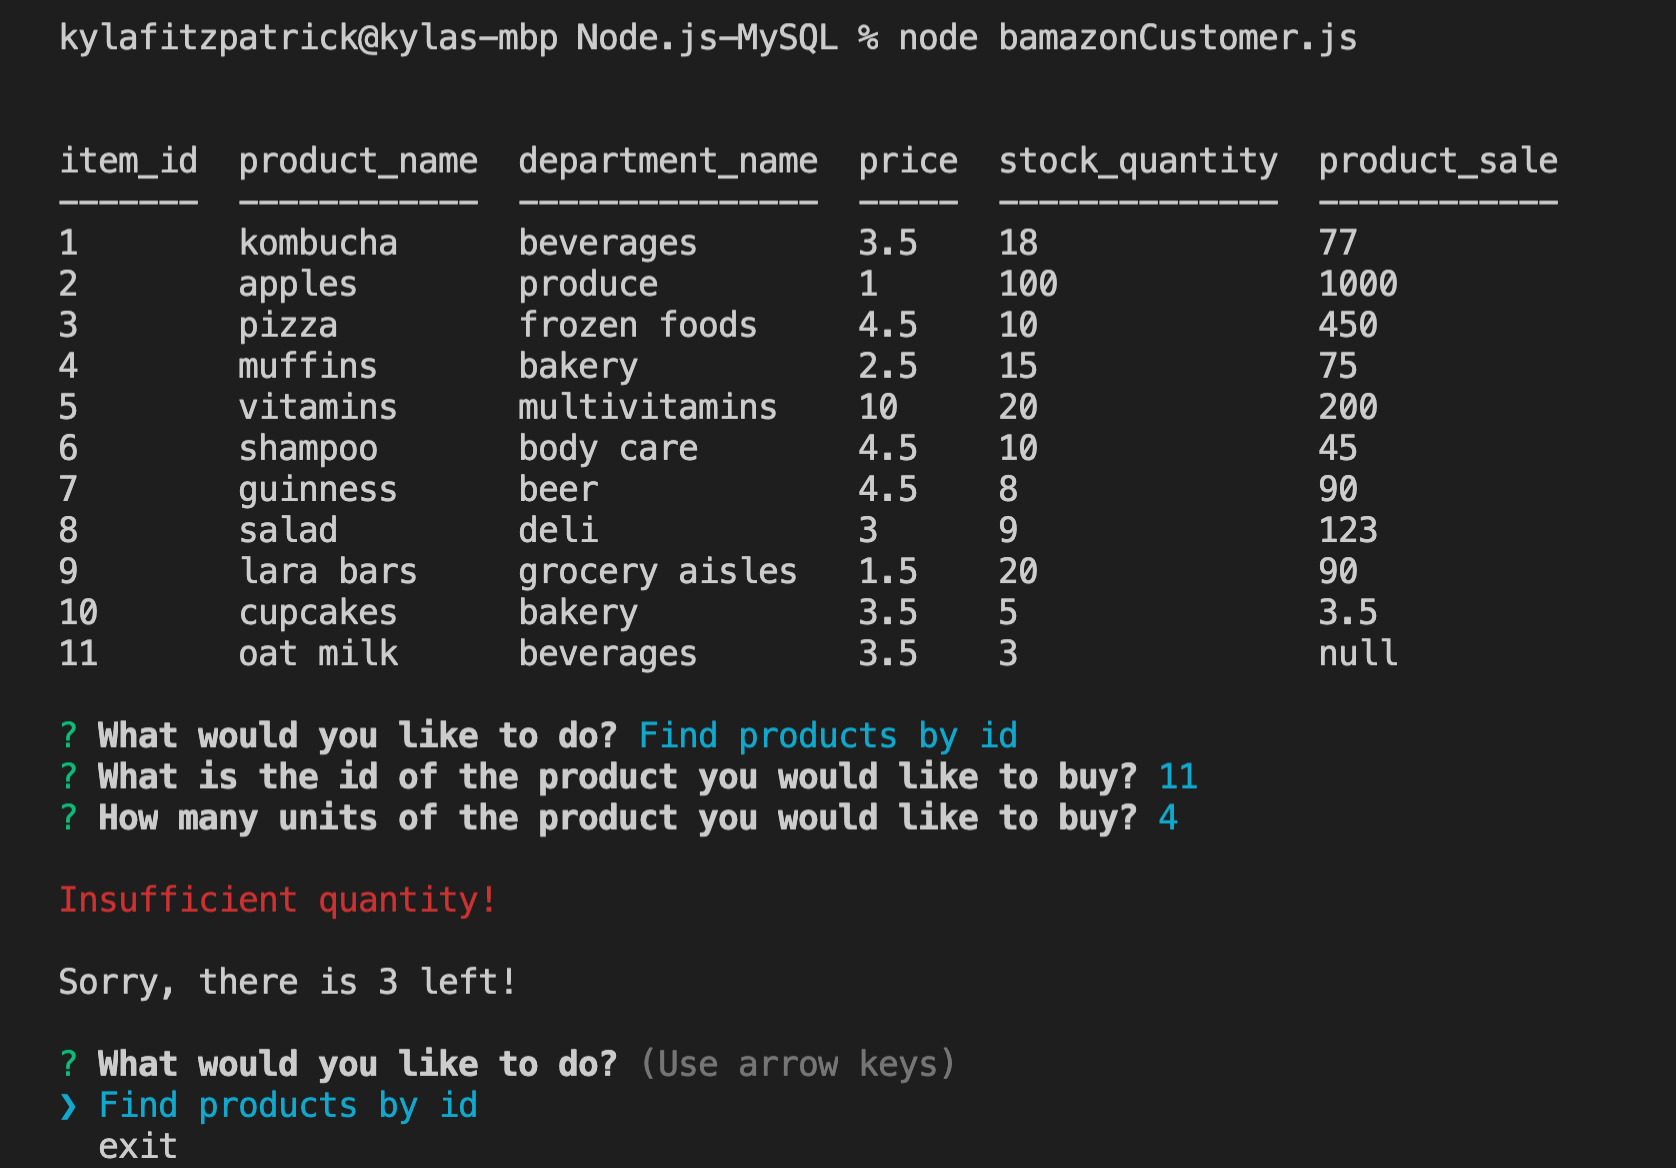 kylafitzpatrick@kylas-mbp Node.js-MySQL % node bamazonCustomer.js
item_id  product_name  department_name  price  stock_quantity  product_sale
-------  ------------  ---------------  -----  --------------  ------------
1        kombucha      beverages        3.5    18              77
2        apples        produce          1      100             1000
3        pizza         frozen foods     4.5    10              450
4        muffins       bakery           2.5    15              75
5        vitamins      multivitamins    10     20              200
6        shampoo       body care        4.5    10              45
7        guinness      beer             4.5    8               90
8        salad         deli             3      9               123
9        lara bars     grocery aisles   1.5    20              90
10       cupcakes      bakery           3.5    5               3.5
11       oat milk      beverages        3.5    3               null
? What would you like to do? Find products by id
? What is the id of the product you would like to buy? 11
? How many units of the product you would like to buy? 4
Insufficient quantity!
Sorry, there is 3 left!
? What would you like to do? (Use arrow keys)
❯ Find products by id
  exit